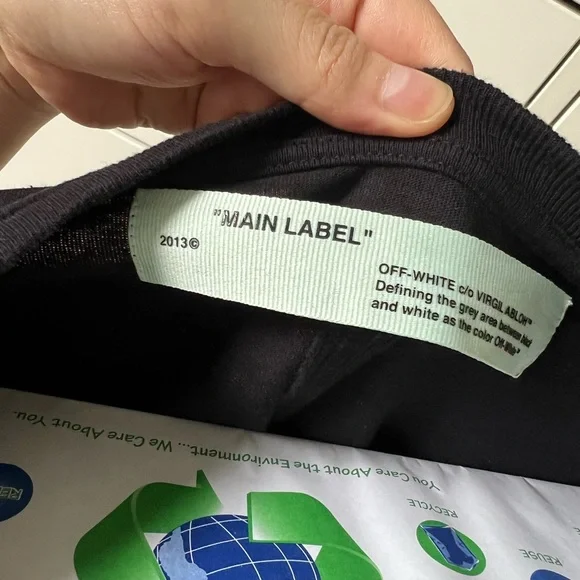 "MAIN LABEL"
2013©
OFF-WHITE c/o VIRGIL ABLOH™
Defining the grey area between black
and white as the color Off-White™
You Care About the Environment... We Care About You.
RECYCLE
REUSE